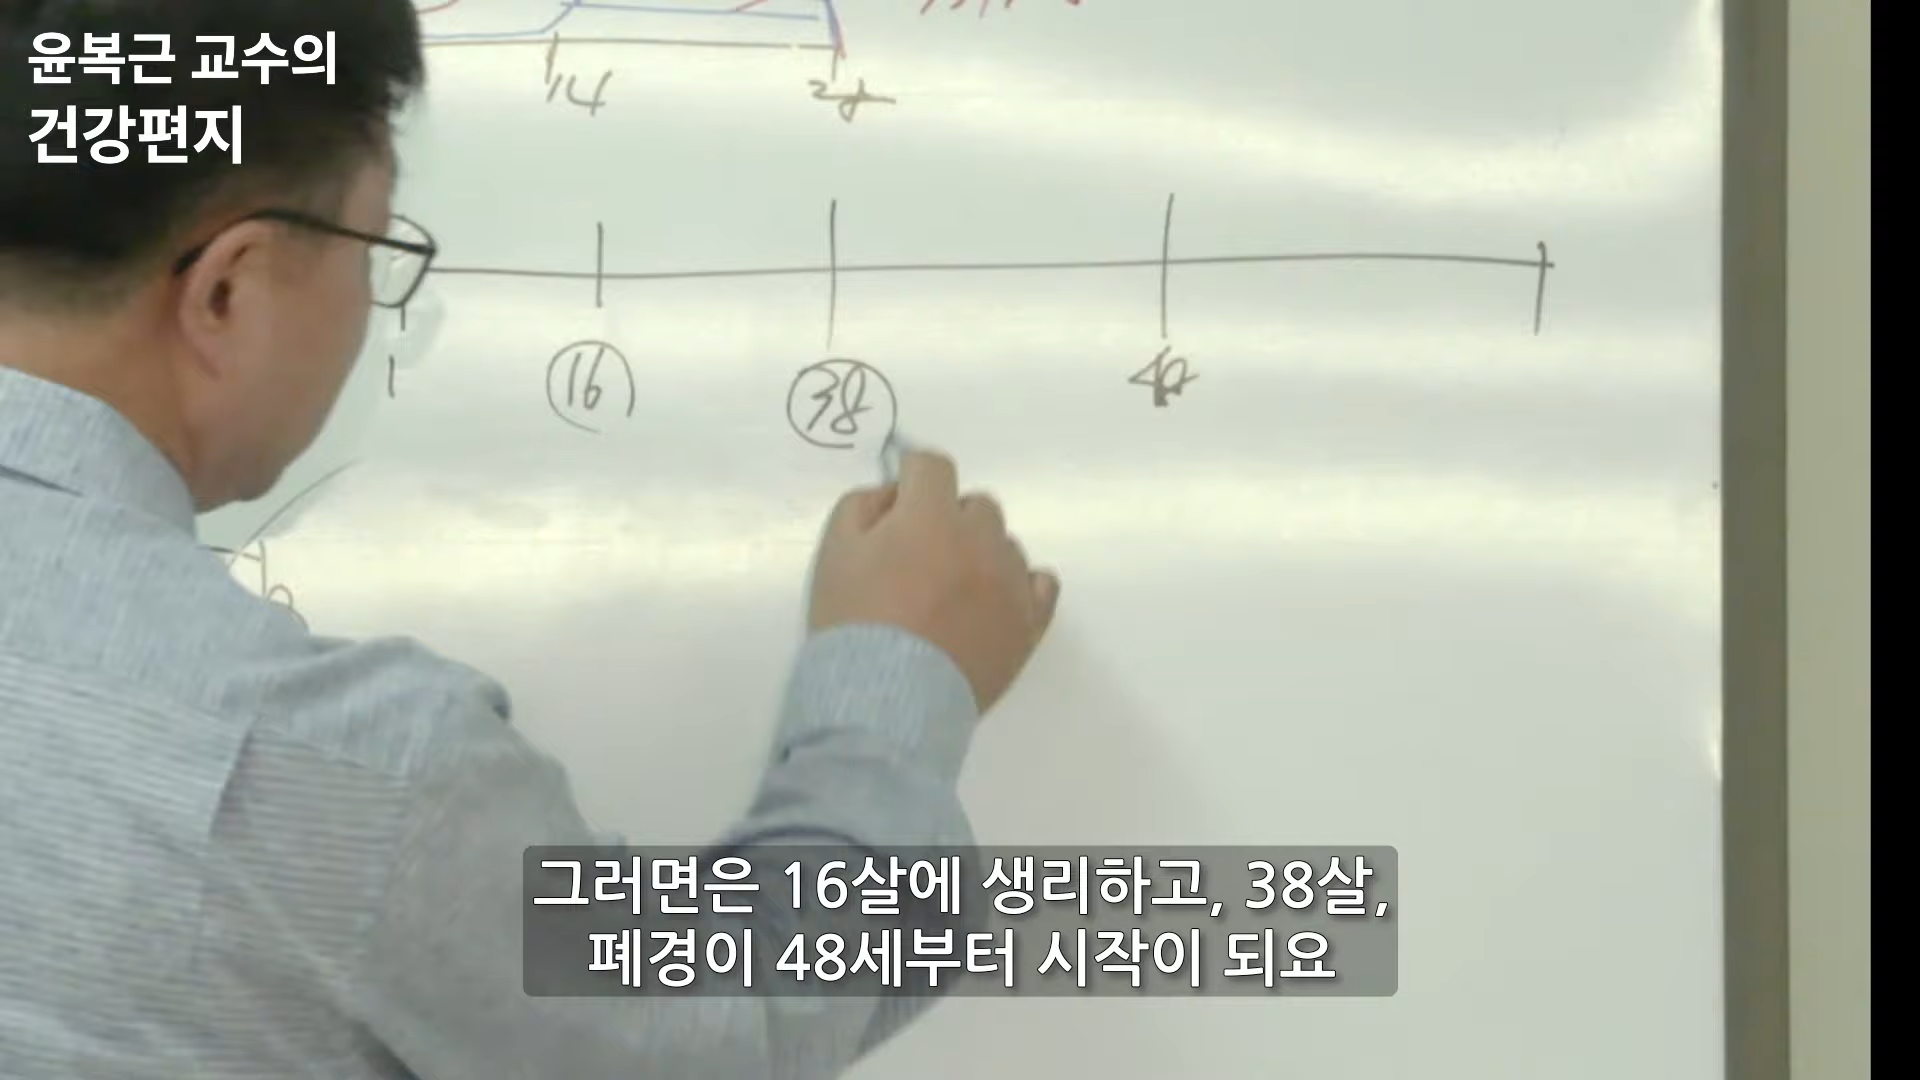 윤복근 교수의
건강편지
14
28
1
16
38
48
그러면은 16살에 생리하고, 38살,
폐경이 48세부터 시작이 되요